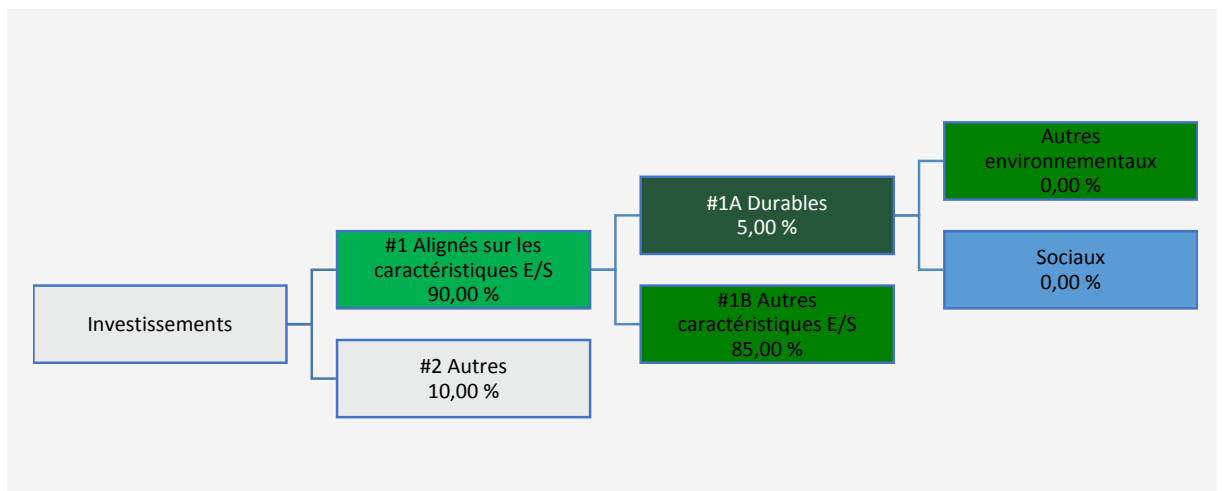 Investissements
#1 Alignés sur les
caractéristiques E/S
90,00 %
#2 Autres
10,00 %
#1A Durables
5,00 %
#1B Autres
caractéristiques E/S
85,00 %
Autres
environnementaux
0,00 %
Sociaux
0,00 %